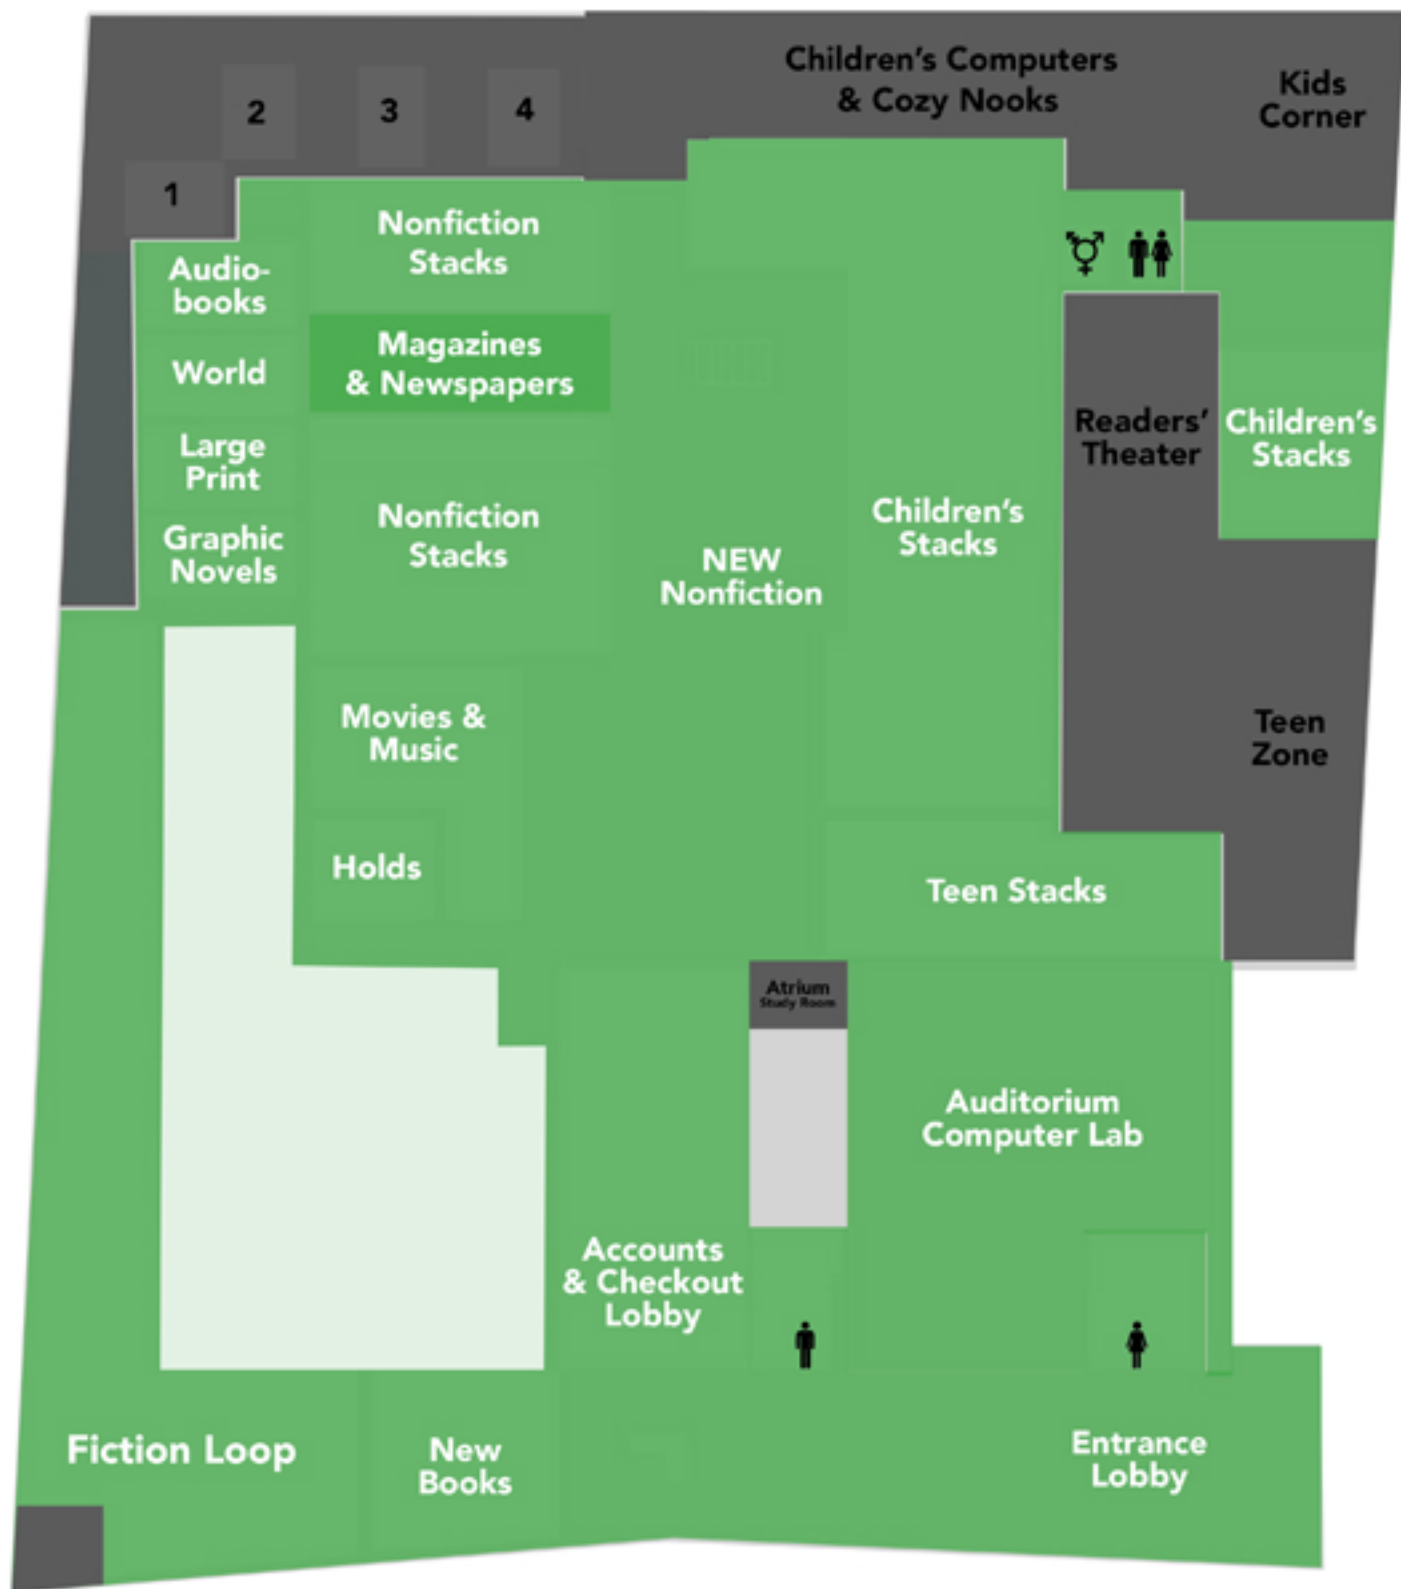 Children's Computers
& Cozy Nooks
Kids
Corner
2
3
4
1
Nonfiction
Stacks
Audio-
books
Magazines
& Newspapers
World
Large
Print
Readers'
Theater
Children's
Stacks
Nonfiction
Stacks
Graphic
Novels
NEW
Nonfiction
Children's
Stacks
Movies &
Music
Teen
Zone
Holds
Teen Stacks
Atrium
Study Room
Auditorium
Computer Lab
Accounts
& Checkout
Lobby
Fiction Loop
New
Books
Entrance
Lobby